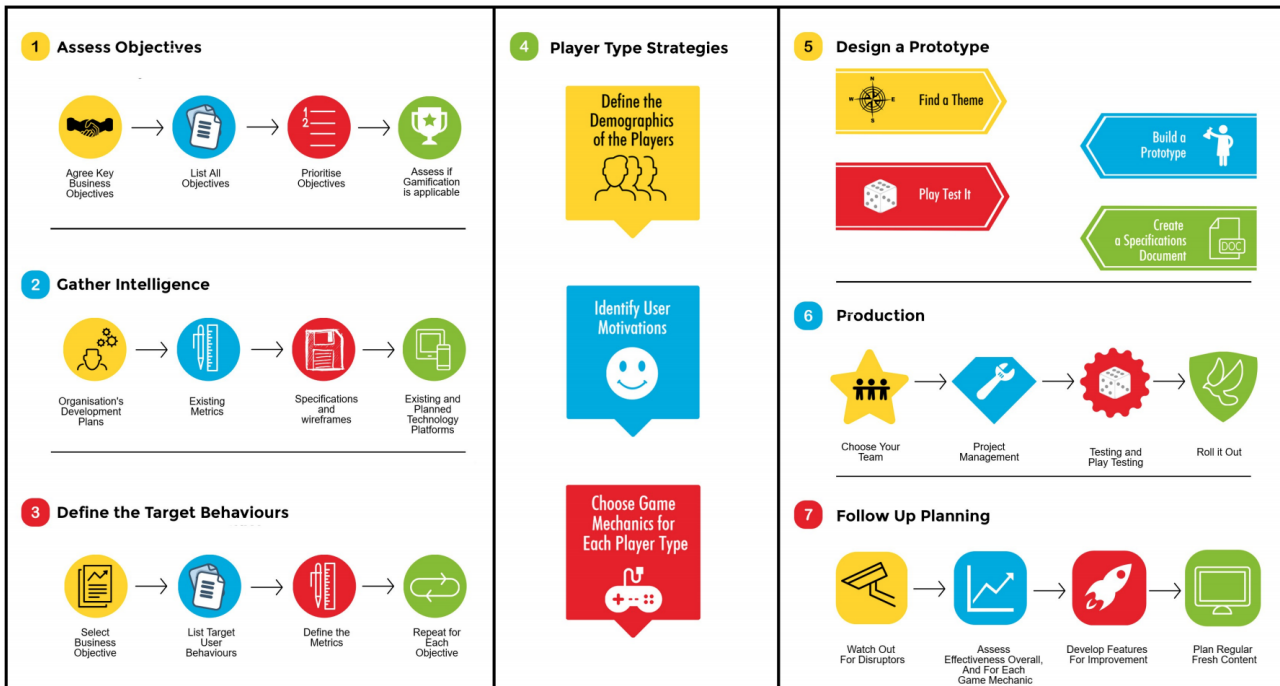 1 Assess Objectives
Agree Key
Business
Objectives
List All
Objectives
Prioritise
Objectives
1
2
Assess if
Gamification
is applicable
2 Gather Intelligence
Organisation's
Development
Plans
Existing
Metrics
Specifications
and
wireframes
Existing and
Planned
Technology
Platforms
3 Define the Target Behaviours
Select
Business
Objective
List Target
User
Behaviours
Define the
Metrics
Repeat for
Each
Objective
4 Player Type Strategies
Define the
Demographics
of the Players
Identify User
Motivations
Choose Game
Mechanics for
Each Player Type
5 Design a Prototype
N
W E
S
Find a Theme
Build a
Prototype
Play Test It
Create
a Specifications
Document
DOC
6 Production
Choose Your
Team
Project
Management
Testing and
Play Testing
Roll it Out
7 Follow Up Planning
Watch Out
For Disruptors
Assess
Effectiveness Overall,
And For Each
Game Mechanic
Develop Features
For Improvement
Plan Regular
Fresh Content